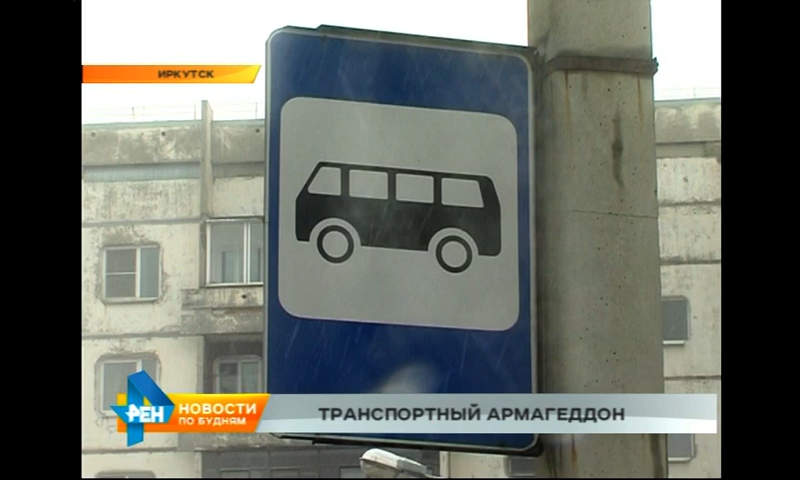 ИРКУТСК
РЕН
НОВОСТИ
ПО БУДНЯМ
ТРАНСПОРТНЫЙ АРМАГЕДДОН